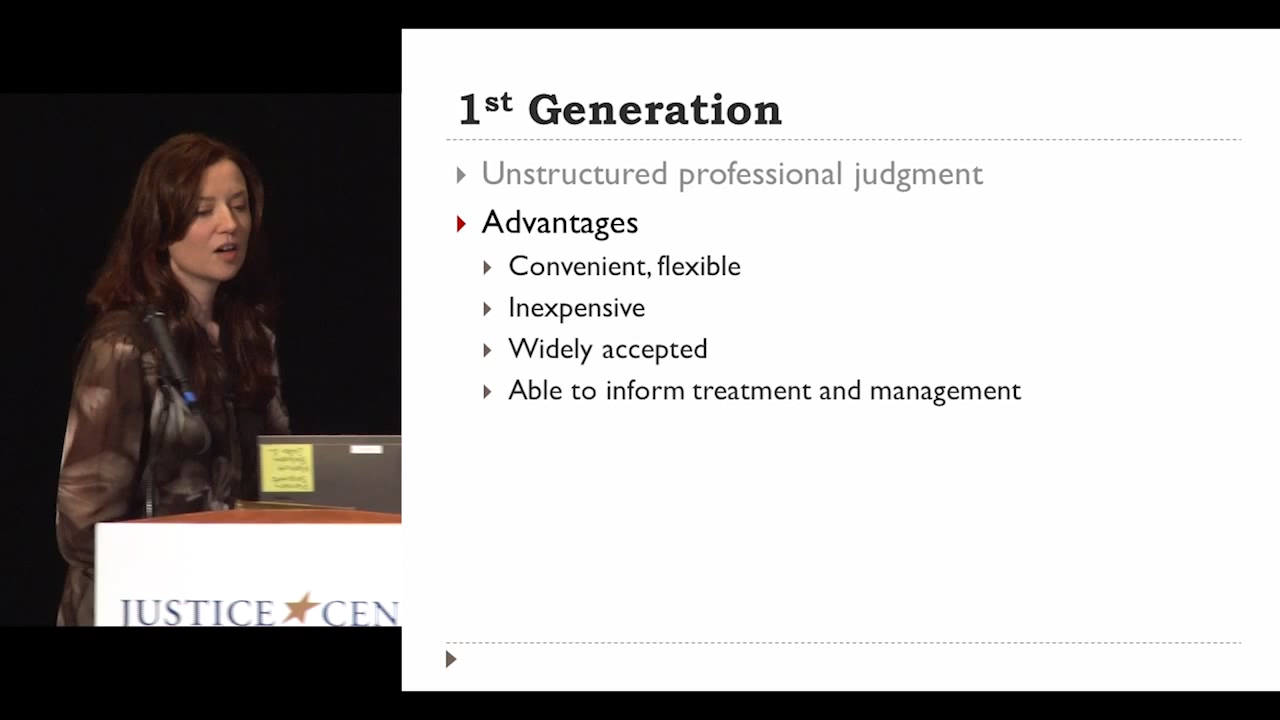 1st Generation
Unstructured professional judgment
Advantages
Convenient, flexible
Inexpensive
Widely accepted
Able to inform treatment and management
JUSTICE CEN